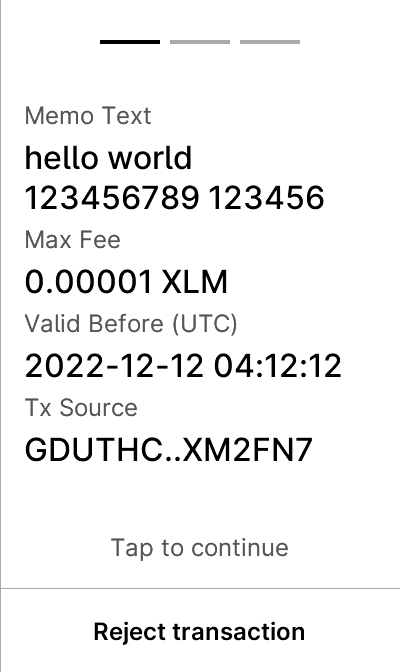 Memo Text
hello world
123456789 123456
Max Fee
0.00001 XLM
Valid Before (UTC)
2022-12-12 04:12:12
Tx Source
GDUTHC..XM2FN7
Tap to continue
Reject transaction